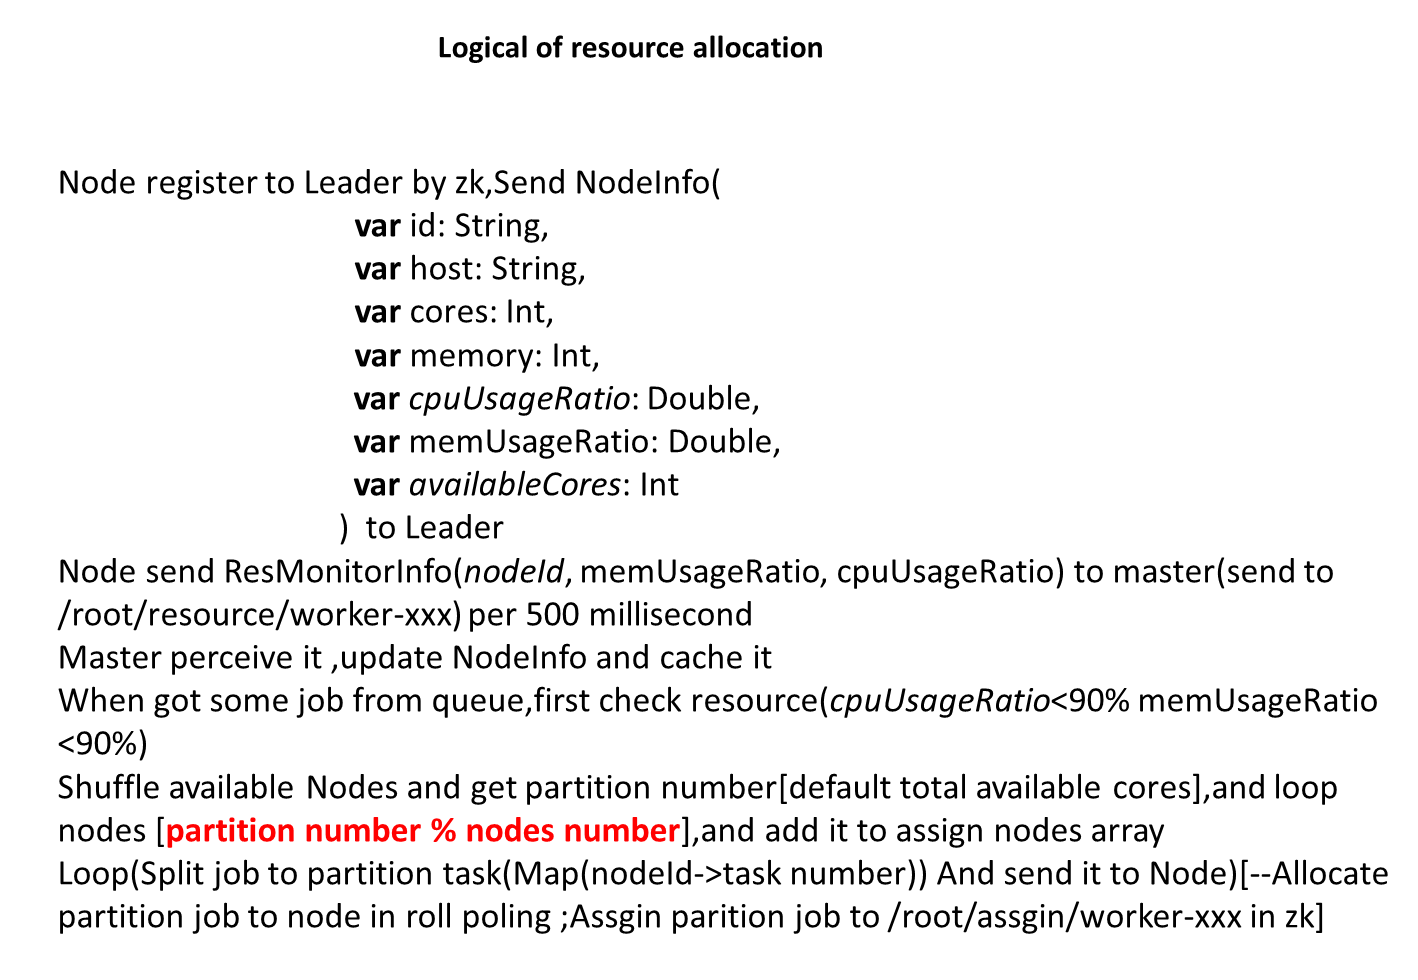 Logical of resource allocation
Node register to Leader by zk,Send NodeInfo(
var id: String,
var host: String,
var cores: Int,
var memory: Int,
var cpuUsageRatio: Double,
var memUsageRatio: Double,
var availableCores: Int
) to Leader
Node send ResMonitorInfo(nodeId, memUsageRatio, cpuUsageRatio) to master(send to
/root/resource/worker-xxx) per 500 millisecond
Master perceive it ,update NodeInfo and cache it
When got some job from queue,first check resource(cpuUsageRatio<90% memUsageRatio
<90%)
Shuffle available Nodes and get partition number[default total available cores],and loop
nodes [partition number % nodes number],and add it to assign nodes array
Loop(Split job to partition task(Map(nodeId->task number)) And send it to Node)[--Allocate
partition job to node in roll poling ;Assgin parition job to /root/assgin/worker-xxx in zk]